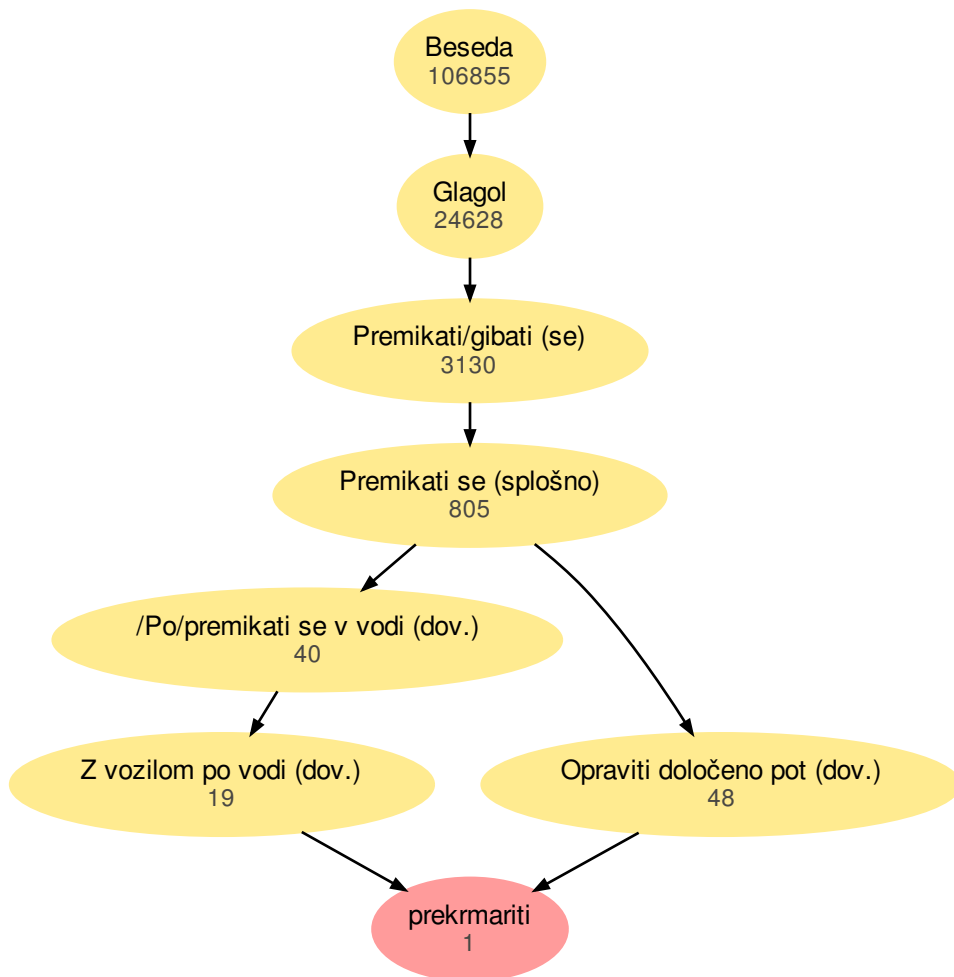 Beseda
106855
Glagol
24628
Premikati/gibati (se)
3130
Premikati se (splošno)
805
/Po/premikati se v vodi (dov.)
40
Z vozilom po vodi (dov.)
19
Opraviti določeno pot (dov.)
48
prekrmariti
1